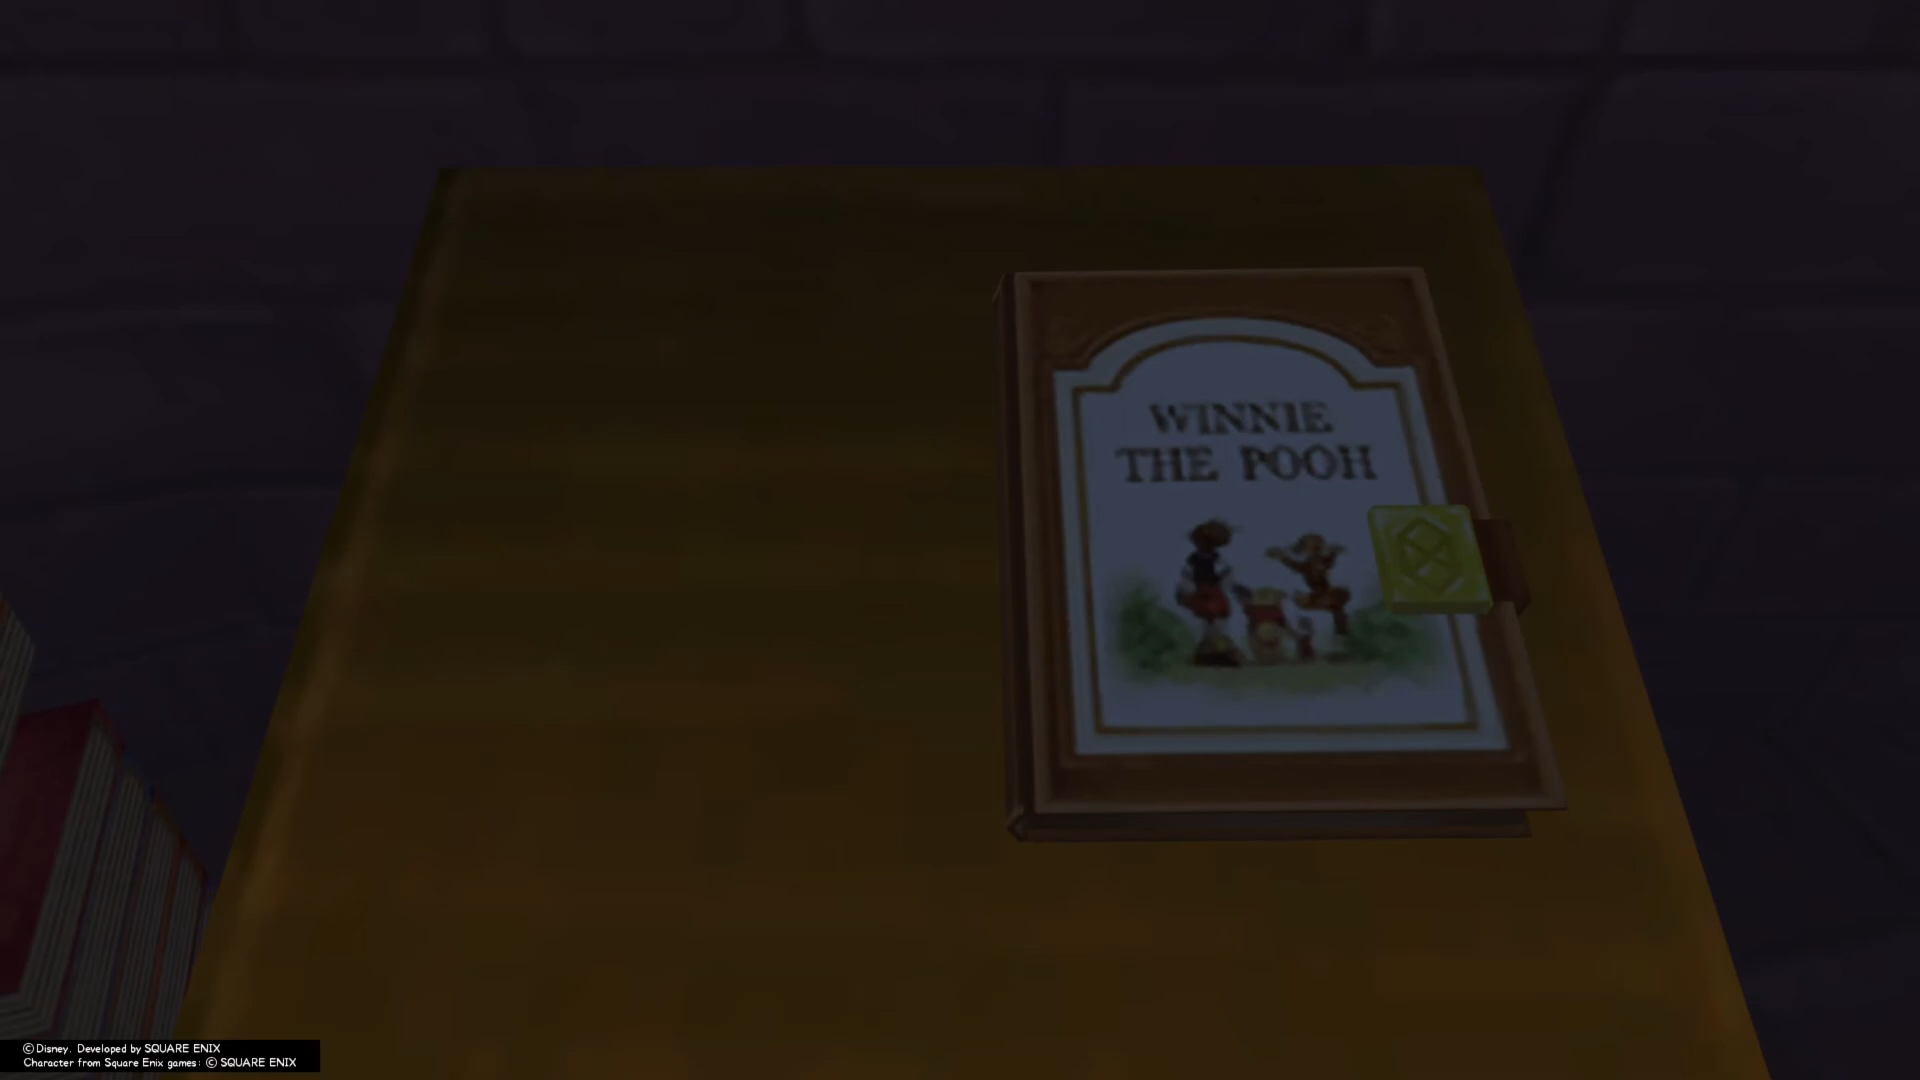 WINNIE
THE POOH
©Disney. Developed by SQUARE ENIX
Character from Square Enix games: © SQUARE ENIX